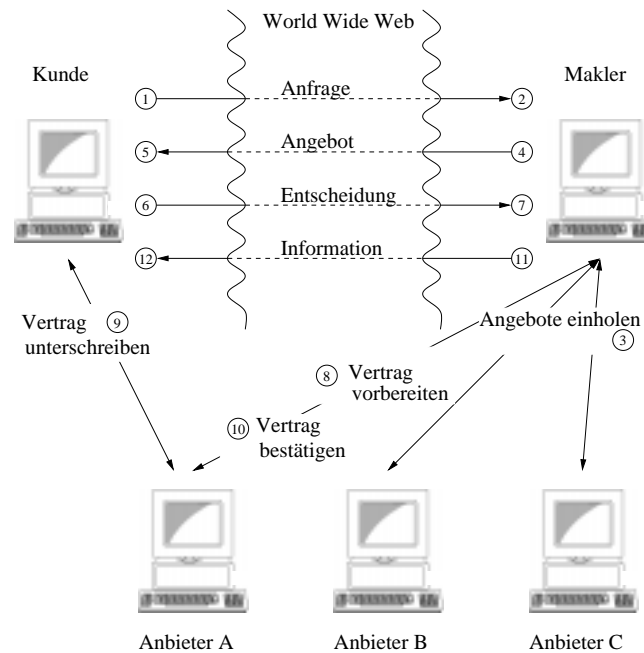 World Wide Web
Kunde
Makler
1
Anfrage
2
5
Angebot
4
6
Entscheidung
7
12
Information
11
Vertrag 9
unterschreiben
Angebote einholen
3
8 Vertrag
vorbereiten
10 Vertrag
bestätigen
Anbieter A
Anbieter B
Anbieter C